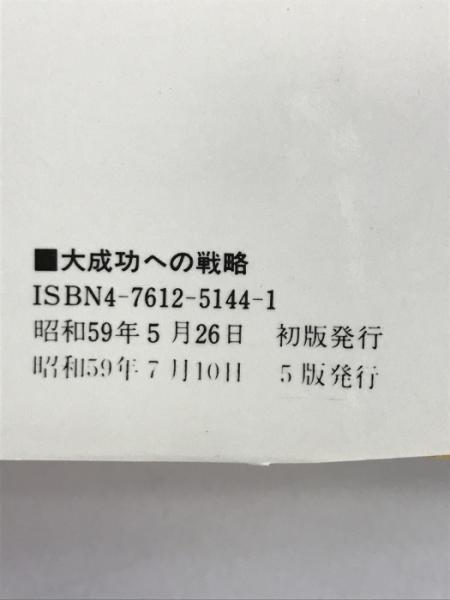 ■大成功への戦略
ISBN4-7612-5144-1
昭和59年5月26日 初版発行
昭和59年7月10日 5版発行